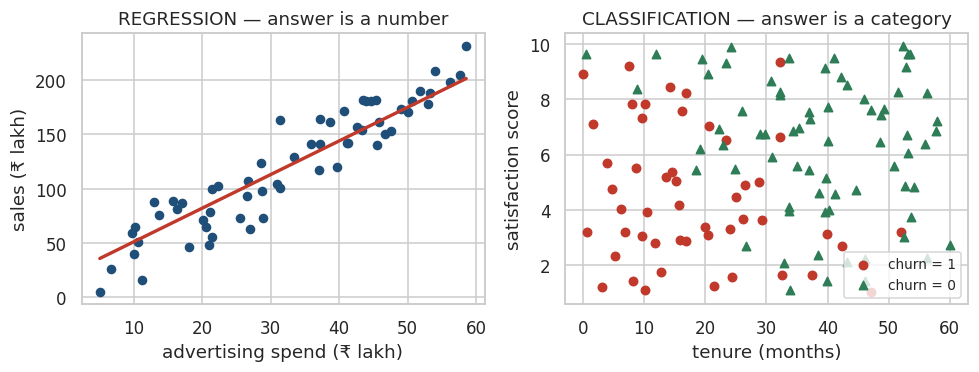 REGRESSION — answer is a number
200
150
100
50
0
10 20 30 40 50 60
sales (₹ lakh)
advertising spend (₹ lakh)
CLASSIFICATION — answer is a category
10
8
6
4
2
0 10 20 30 40 50 60
satisfaction score
tenure (months)
churn = 1
churn = 0